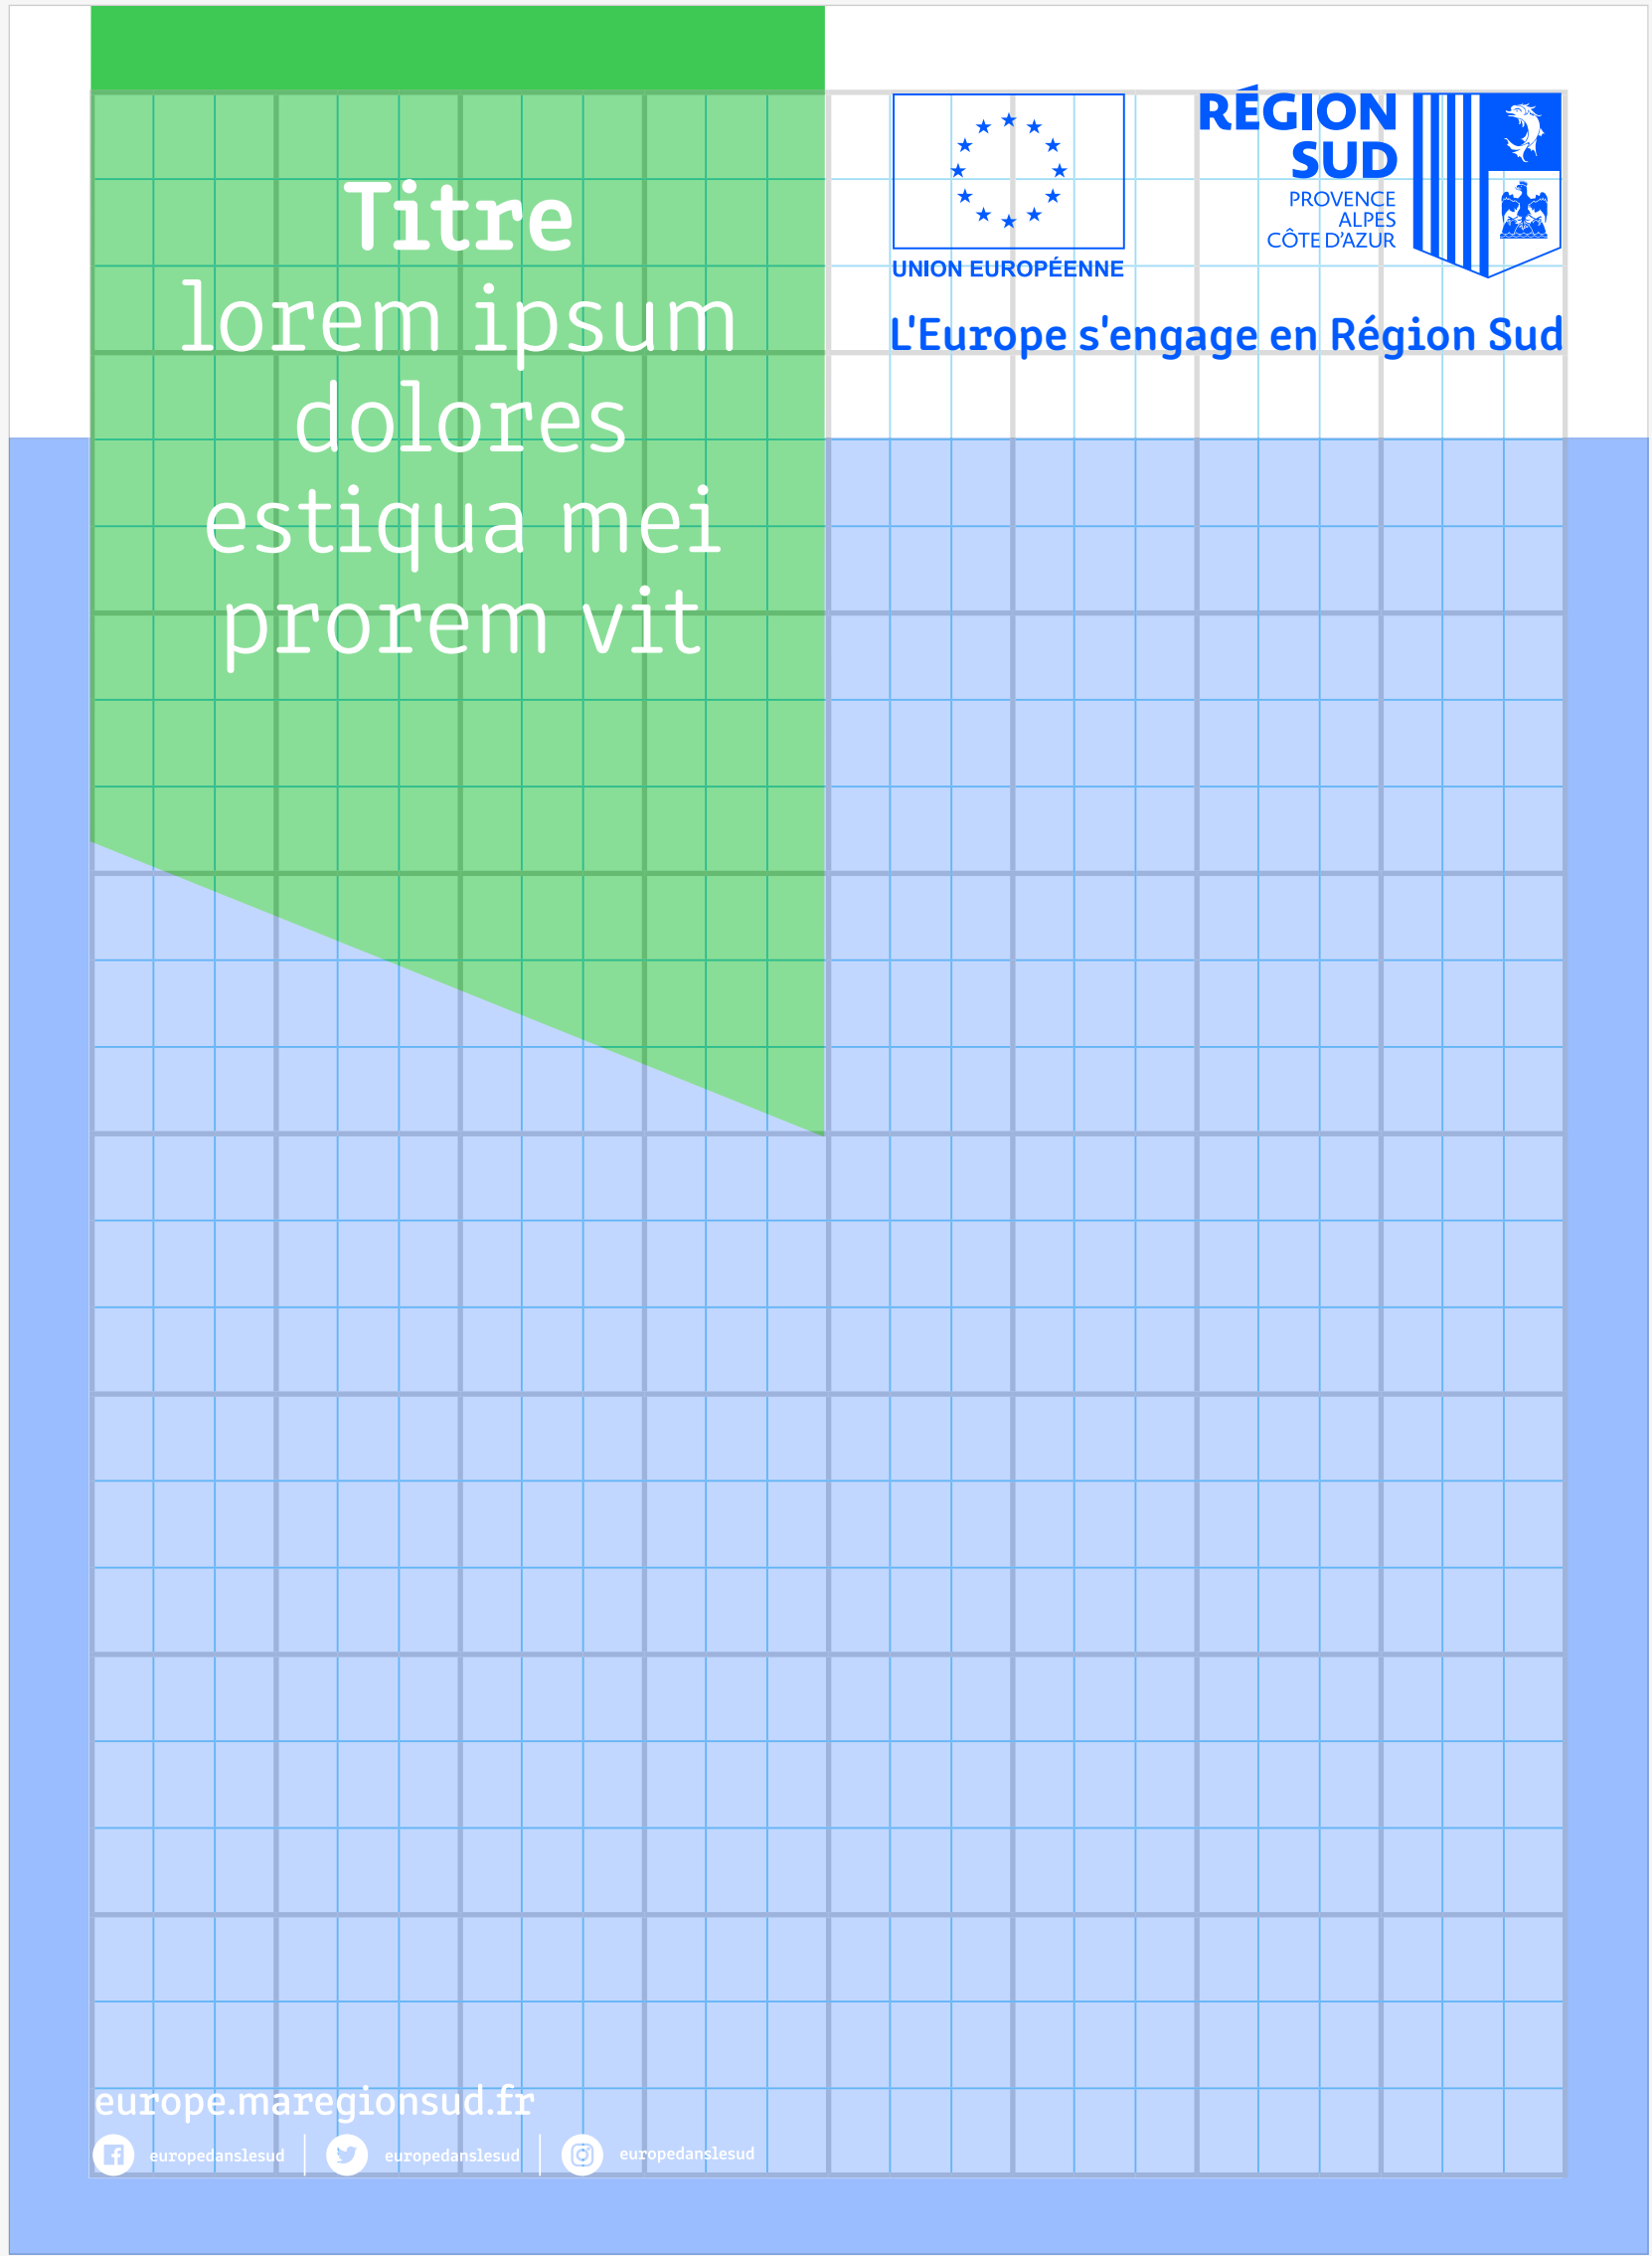 Titre
lorem ipsum
dolores
estiqua mei
prorem vit
UNION EUROPÉENNE
RÉGION
SUD
PROVENCE
ALPES
CÔTE D’AZUR
L'Europe s'engage en Région Sud
europe.maregionsud.fr
europedanslesud
europedanslesud
europedanslesud